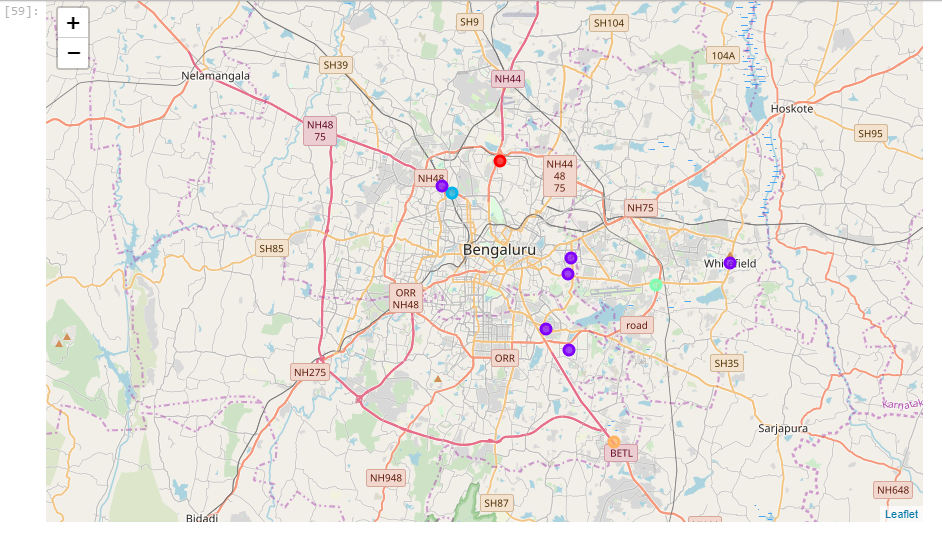 [59]:
+
−
SH9
SH104
SH39
104A
Nelamangala
NH44
Hoskote
NH48
75
SH95
NH44
48
75
NH48
NH75
SH85
Bengaluru
Whitefield
ORR
NH48
road
ORR
SH35
NH275
Karnatak
Sarjapura
BETL
NH948
NH648
SH87
Bidadi
Leaflet